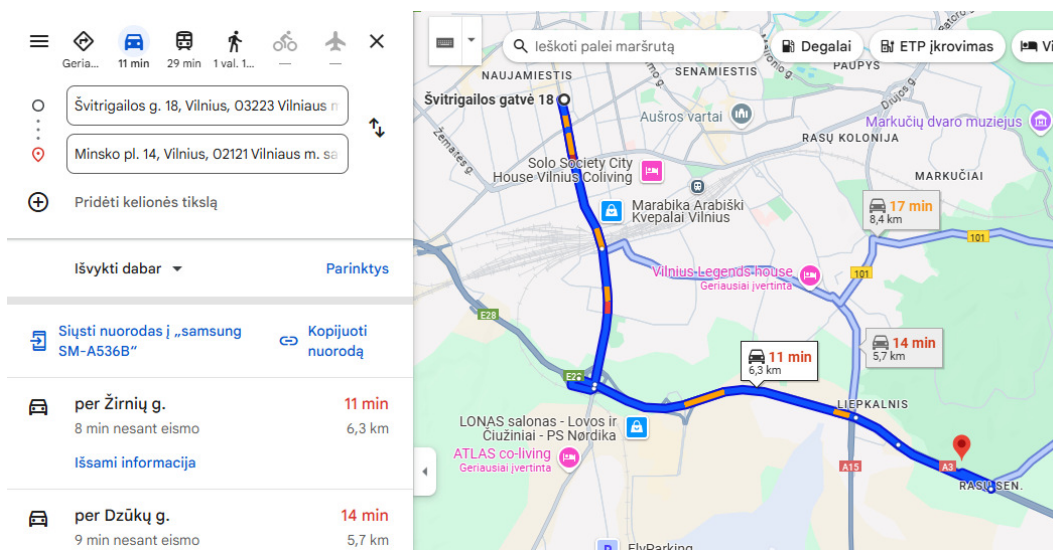 Geria...
11 min
29 min
1 val. 1...
Švitrigailos g. 18, Vilnius, 03223 Vilniaus m
Minsko pl. 14, Vilnius, 02121 Vilniaus m. sa
Pridėti kelionės tikslą
Išvykti dabar
Parinktys
Siųsti nuorodas į „samsung
SM-A536B“
Kopijuoti
nuorodą
per Žirnių g.
11 min
8 min nesant eismo
6,3 km
Išsami informacija
per Dzūkų g.
14 min
9 min nesant eismo
5,7 km
Ieškoti palei maršrutą
Degalai
ETP įkrovimas
Vi
NAUJAMIESTIS
SENAMIESTIS
PAUPYS
Švitrigailos gatvė 18
Aušros vartai
Drujos g.
Markučių dvaro muziejus
RASŲ KOLONIJA
Žemaitės g.
Solo Society City
House Vilnius Coliving
MARKUČIAI
Marabika Arabiški
Kvepalai Vilnius
17 min
8,4 km
101
Vilnius Legends house
Geriausiai įvertinta
101
E28
14 min
5,7 km
11 min
6,3 km
E28
LIEPKALNIS
LONAS salonas - Lovos ir
Čiužiniai - PS Nørdika
ATLAS co-living
Geriausiai įvertinta
A15
A3
RASŲ SEN.
FlyParking